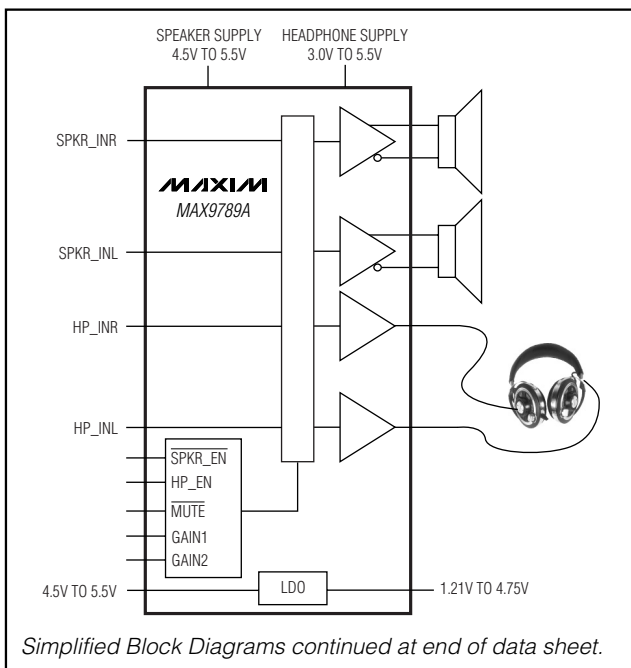 SPEAKER SUPPLY
4.5V TO 5.5V
HEADPHONE SUPPLY
3.0V TO 5.5V
SPKR_INR
MAXIM
MAX9789A
SPKR_INL
HP_INR
HP_INL
SPKR_EN
HP_EN
MUTE
GAIN1
GAIN2
4.5V TO 5.5V
LDO
1.21V TO 4.75V
Simplified Block Diagrams continued at end of data sheet.